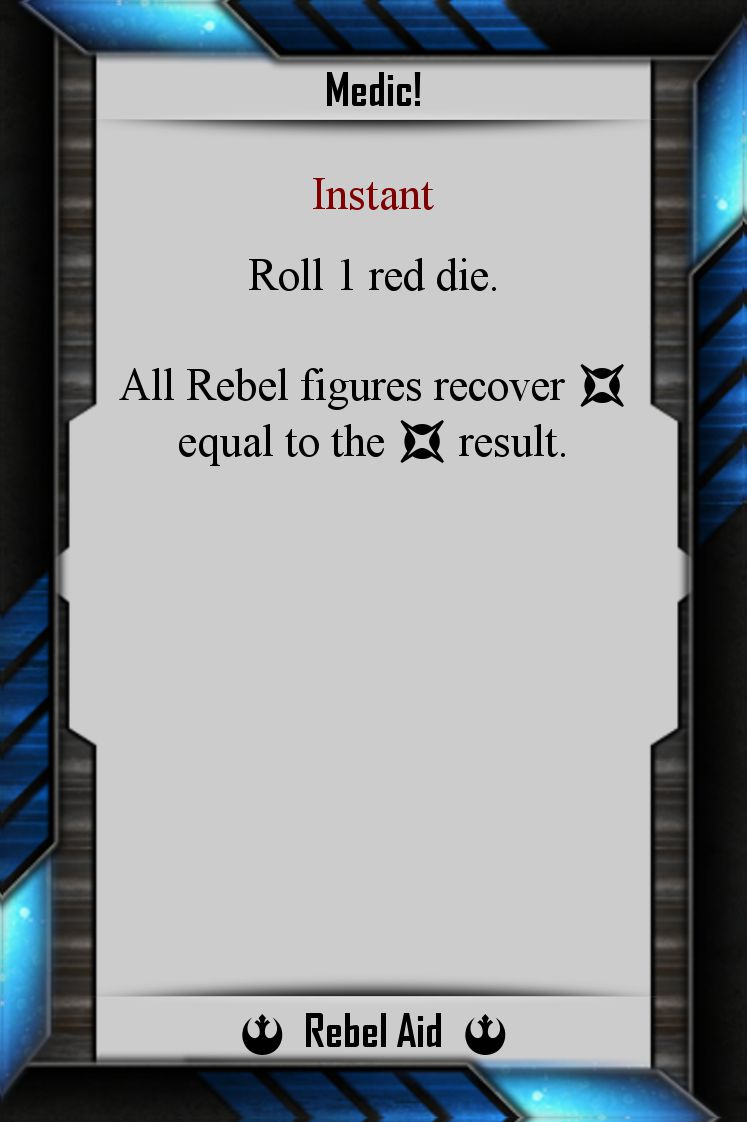 Medic!
Instant
Roll 1 red die.
All Rebel figures recover
equal to the result.
Rebel Aid